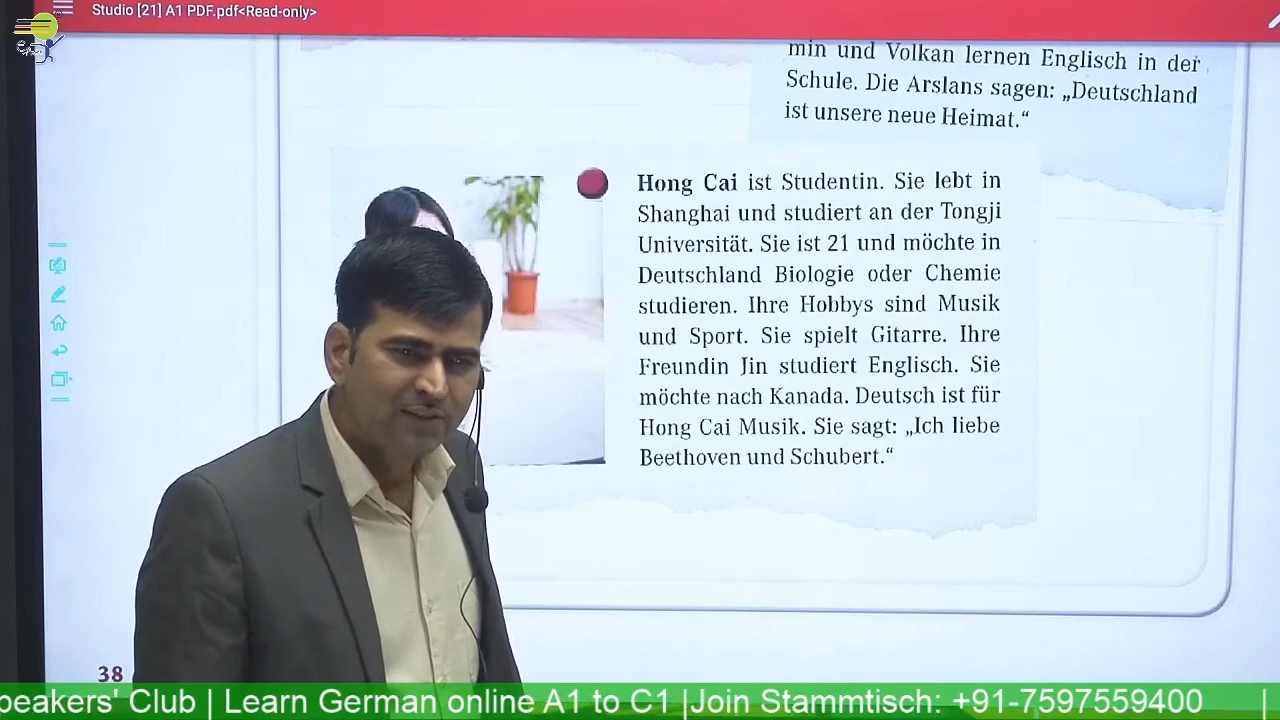 Studio [21] A1 PDF.pdf<Read-only>
min und Volkan lernen Englisch in der
Schule. Die Arslans sagen: „Deutschland
ist unsere neue Heimat.“
Hong Cai ist Studentin. Sie lebt in
Shanghai und studiert an der Tongji
Universität. Sie ist 21 und möchte in
Deutschland Biologie oder Chemie
studieren. Ihre Hobbys sind Musik
und Sport. Sie spielt Gitarre. Ihre
Freundin Jin studiert Englisch. Sie
möchte nach Kanada. Deutsch ist für
Hong Cai Musik. Sie sagt: „Ich liebe
Beethoven und Schubert.“
38
peakers' Club | Learn German online A1 to C1 |Join Stammtisch: +91-7597559400 |